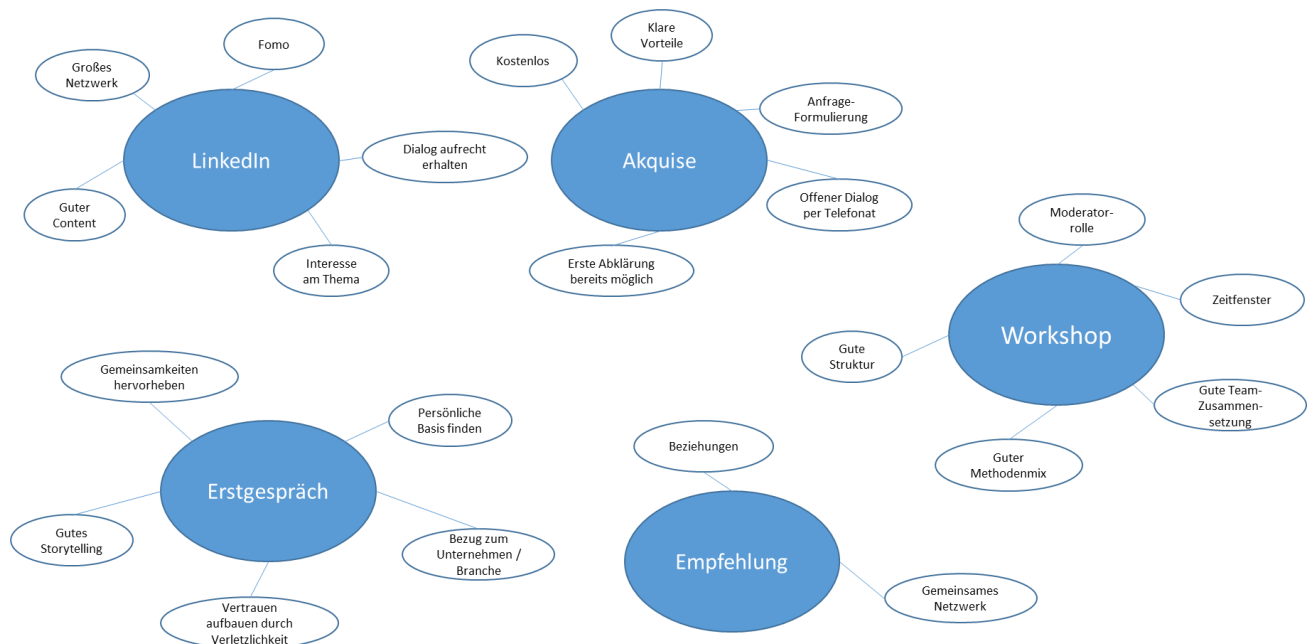 Fomo
Großes
Netzwerk
LinkedIn
Dialog aufrecht
erhalten
Guter
Content
Interesse
am Thema
Klare
Vorteile
Kostenlos
Anfrage-
Formulierung
Akquise
Offener Dialog
per Telefonat
Erste Abklärung
bereits möglich
Moderator-
rolle
Zeitfenster
Workshop
Gute
Struktur
Gute Team-
Zusammen-
setzung
Guter
Methodenmix
Gemeinsamkeiten
hervorheben
Persönliche
Basis finden
Erstgespräch
Gutes
Storytelling
Bezug zum
Unternehmen /
Branche
Vertrauen
aufbauen durch
Verletzlichkeit
Beziehungen
Empfehlung
Gemeinsames
Netzwerk